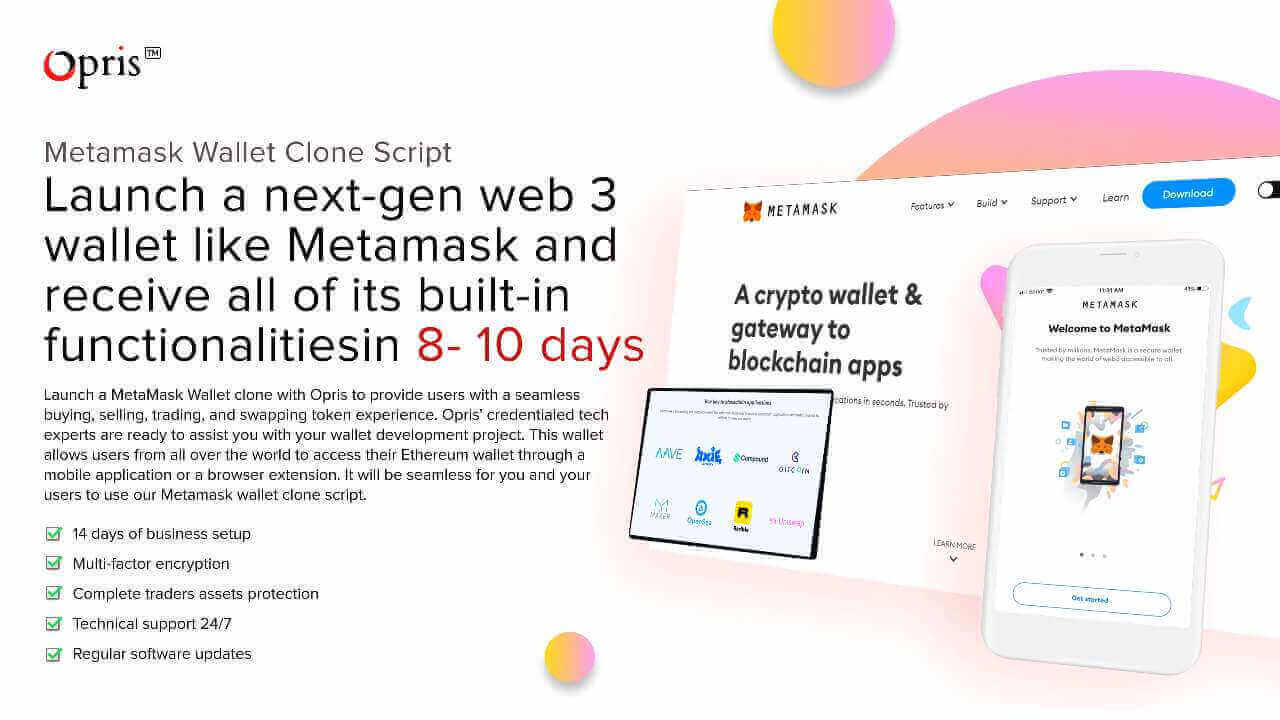 Opris™
Metamask Wallet Clone Script
Launch a next-gen web 3
wallet like Metamask and
receive all of its built-in
functionalitiesin 8- 10 days
Launch a MetaMask Wallet clone with Opris to provide users with a seamless
buying, selling, trading, and swapping token experience. Opris' credentialed tech
experts are ready to assist you with your wallet development project. This wallet
allows users from all over the world to access their Ethereum wallet through a
mobile application or a browser extension. It will be seamless for you and your
users to use our Metamask wallet clone script.
14 days of business setup
Multi-factor encryption
Complete traders assets protection
Technical support 24/7
Regular software updates
METAMASK
Features Build Support Learn Download
A crypto wallet &
gateway to
blockchain apps
in seconds. Trusted by
LEARN MORE
AAVE Axie Compound GITCOIN
MAKER OpenSea Rarible Uniswap
11:31 AM 41%
METAMASK
Welcome to MetaMask
Trusted by millions, MetaMask is a secure wallet
making the world of web3 accessible to all.
Get started